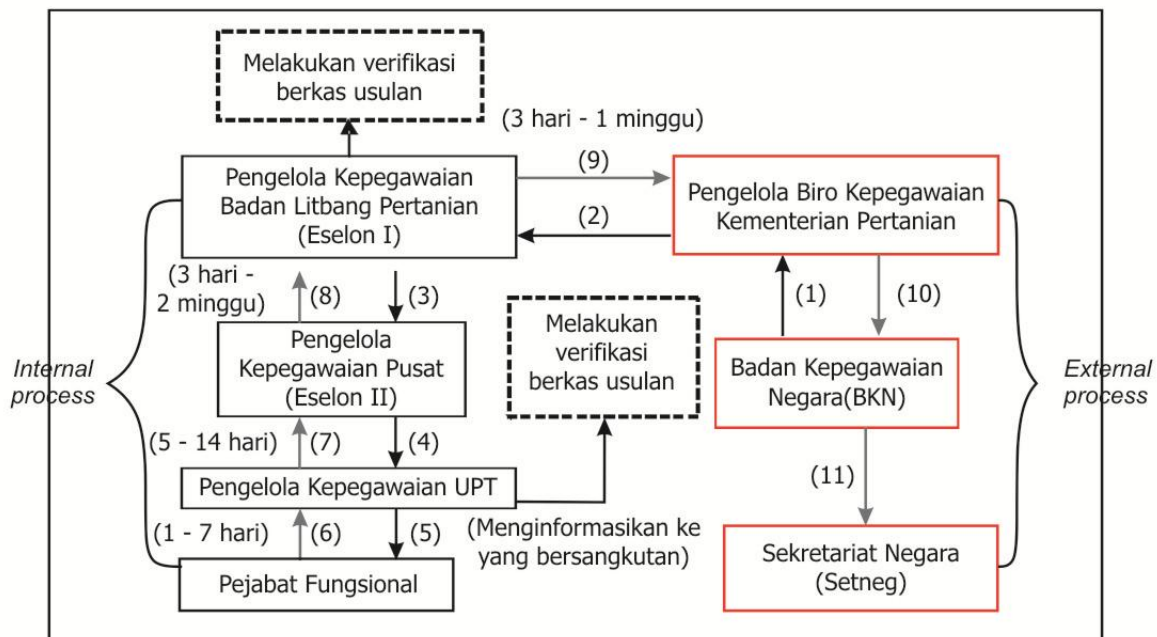 Melakukan verifikasi
berkas usulan
(3 hari - 1 minggu)
(9)
Pengelola Kepegawaian
Badan Litbang Pertanian
(Eselon I)
Pengelola Biro Kepegawaian
Kementerian Pertanian
(2)
(3 hari -
2 minggu)
(8)
(3)
(1)
(10)
Melakukan
verifikasi
berkas usulan
Pengelola
Kepegawaian Pusat
(Eselon II)
Internal
process
Badan Kepegawaian
Negara(BKN)
External
process
(5 - 14 hari)
(7)
(4)
Pengelola Kepegawaian UPT
(11)
(1 - 7 hari)
(6)
(5)
(Menginformasikan ke
yang bersangkutan)
Pejabat Fungsional
Sekretariat Negara
(Setneg)